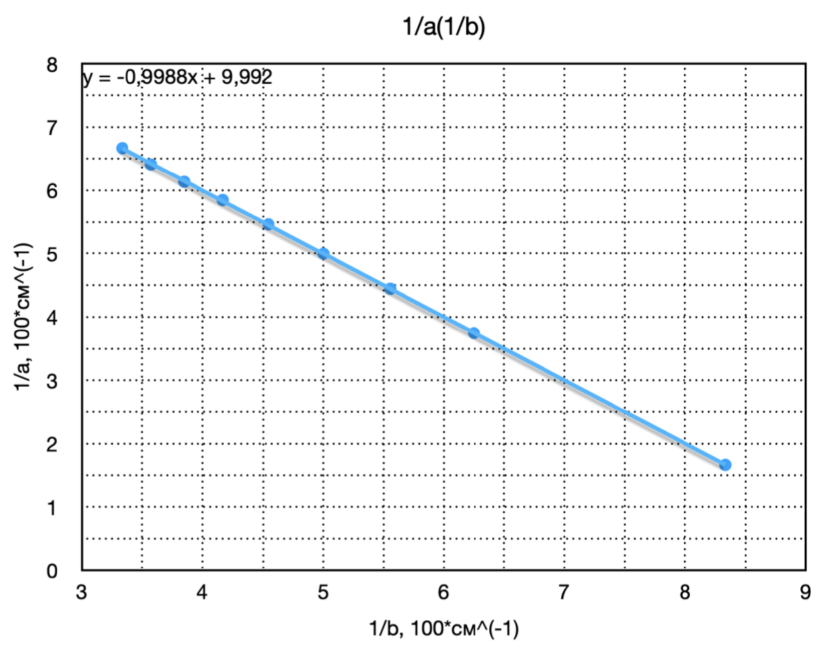 1/a(1/b)
y = -0,9988x + 9,992
8
7
6
5
4
3
2
1
0
1/a, 100*см^(-1)
3 4 5 6 7 8 9
1/b, 100*см^(-1)